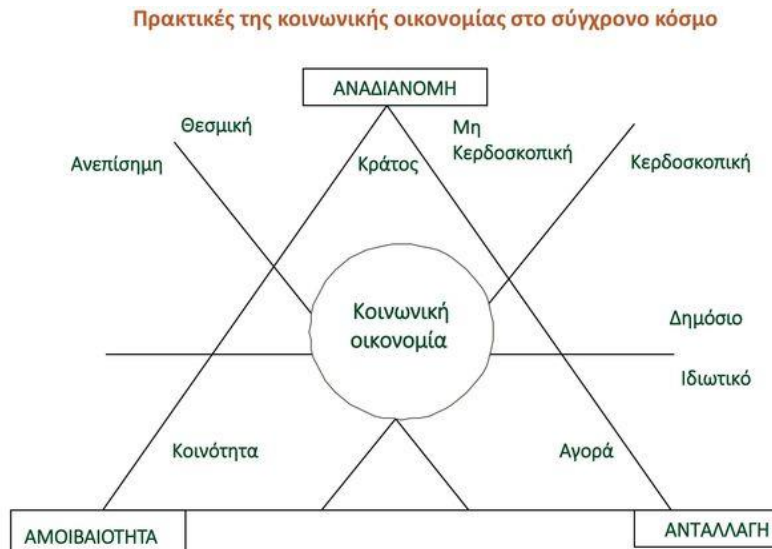 Πρακτικές της κοινωνικής οικονομίας στο σύγχρονο κόσμο
ΑΝΑΔΙΑΝΟΜΗ
Θεσμική
Ανεπίσημη
Μη
Κερδοσκοπική
Κερδοσκοπική
Κράτος
Κοινωνική
οικονομία
Δημόσιο
Ιδιωτικό
Κοινότητα
Αγορά
ΑΜΟΙΒΑΙΟΤΗΤΑ
ΑΝΤΑΛΛΑΓΗ